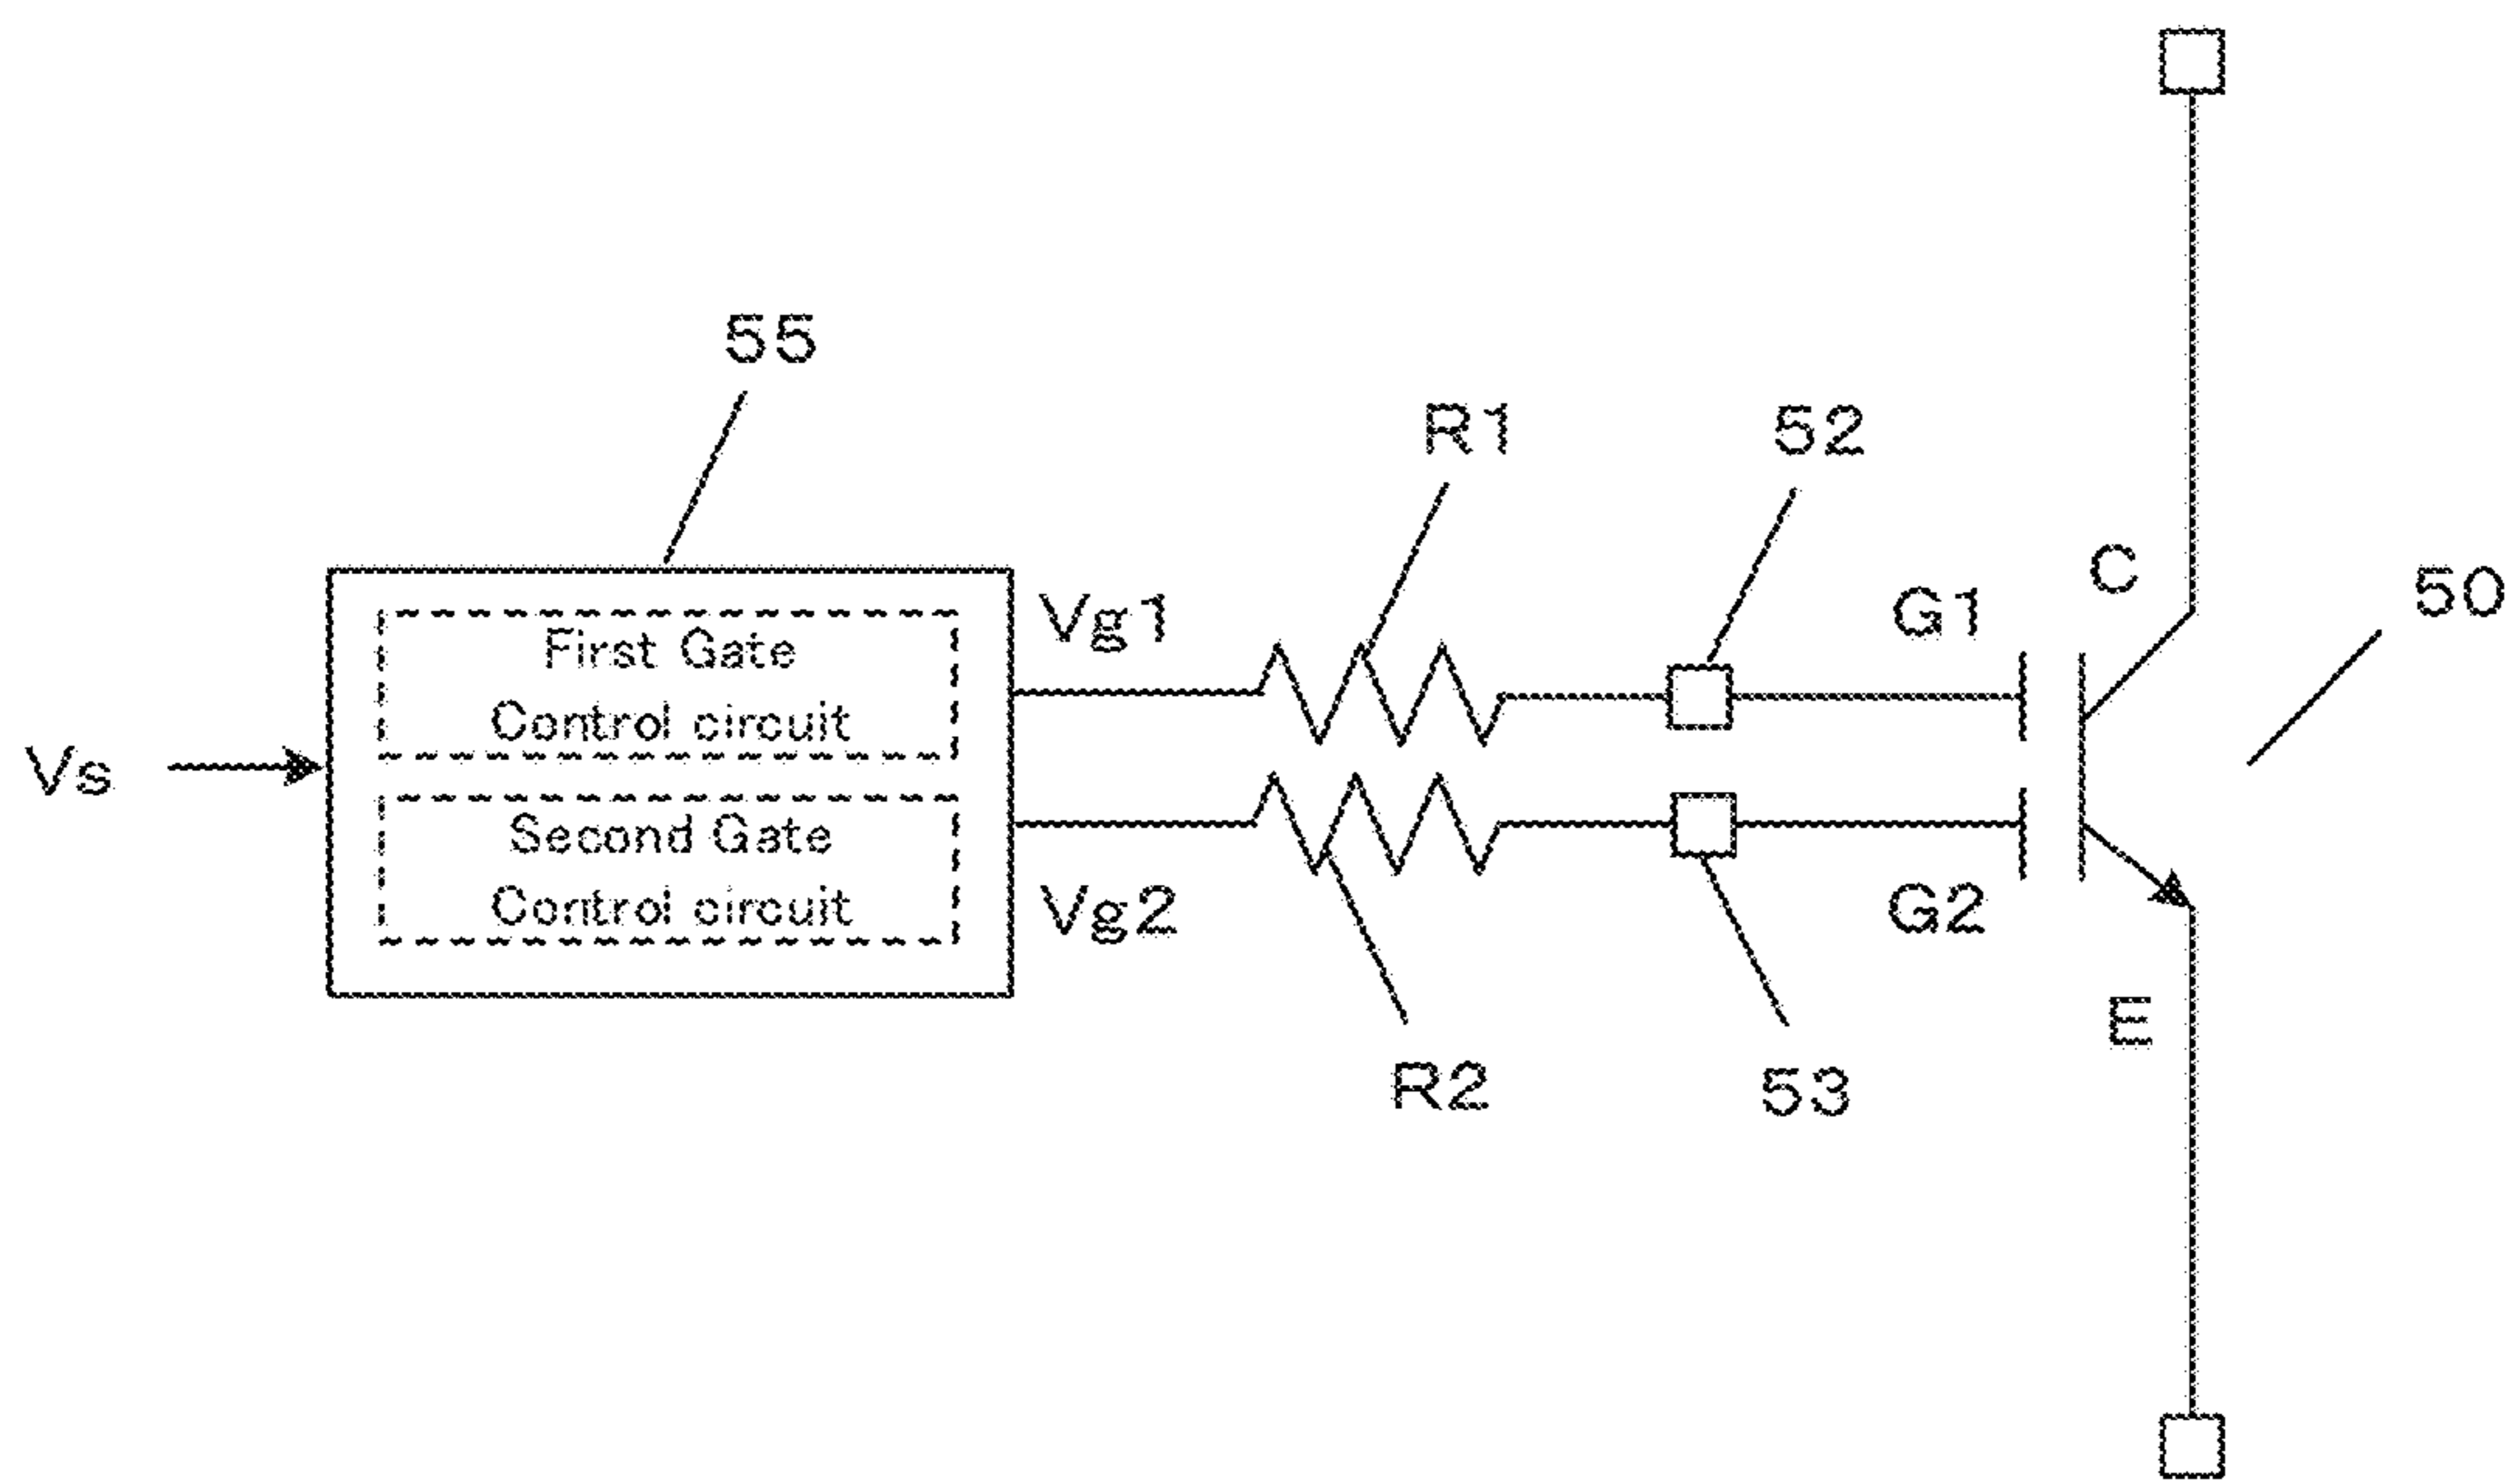 55
R1
52
C
50
Vg1
G1
First Gate
Control circuit
Vs
Second Gate
Control circuit
Vg2
G2
E
R2
53